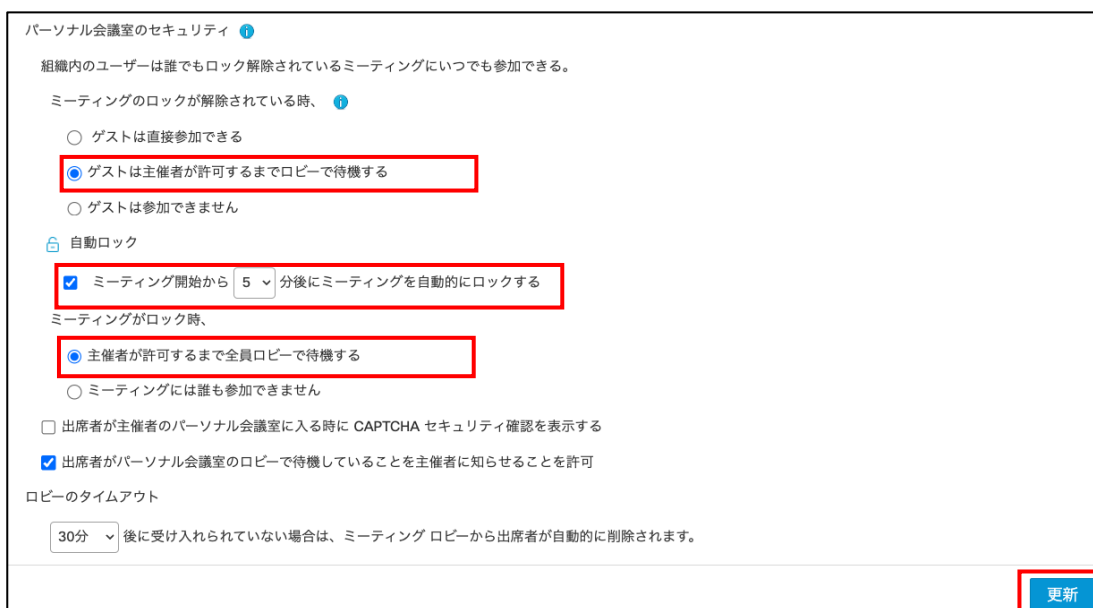 パーソナル会議室のセキュリティ
組織内のユーザーは誰でもロック解除されているミーティングにいつでも参加できる。
ミーティングのロックが解除されている時、
ゲストは直接参加できる
ゲストは主催者が許可するまでロビーで待機する
ゲストは参加できません
自動ロック
ミーティング開始から 5 分後にミーティングを自動的にロックする
ミーティングがロック時、
主催者が許可するまで全員ロビーで待機する
ミーティングには誰も参加できません
出席者が主催者のパーソナル会議室に入る時に CAPTCHA セキュリティ確認を表示する
出席者がパーソナル会議室のロビーで待機していることを主催者に知らせることを許可
ロビーのタイムアウト
30分 後に受け入れられていない場合は、ミーティング ロビーから出席者が自動的に削除されます。
更新